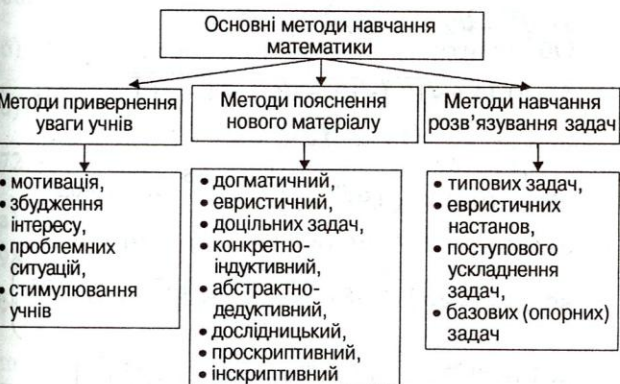 Основні методи навчання
математики
Методи привернення
уваги учнів
Методи пояснення
нового матеріалу
Методи навчання
розв'язування задач
• мотивація,
• збудження
інтересу,
• проблемних
ситуацій,
• стимулювання
учнів
• догматичний,
• евристичний,
• доцільних задач,
• конкретно-
індуктивний,
• абстрактно-
дедуктивний,
• дослідницький,
• проскриптивний,
• інскриптивний
• типових задач,
• евристичних
настанов,
• поступового
ускладнення
задач,
• базових (опорних)
задач